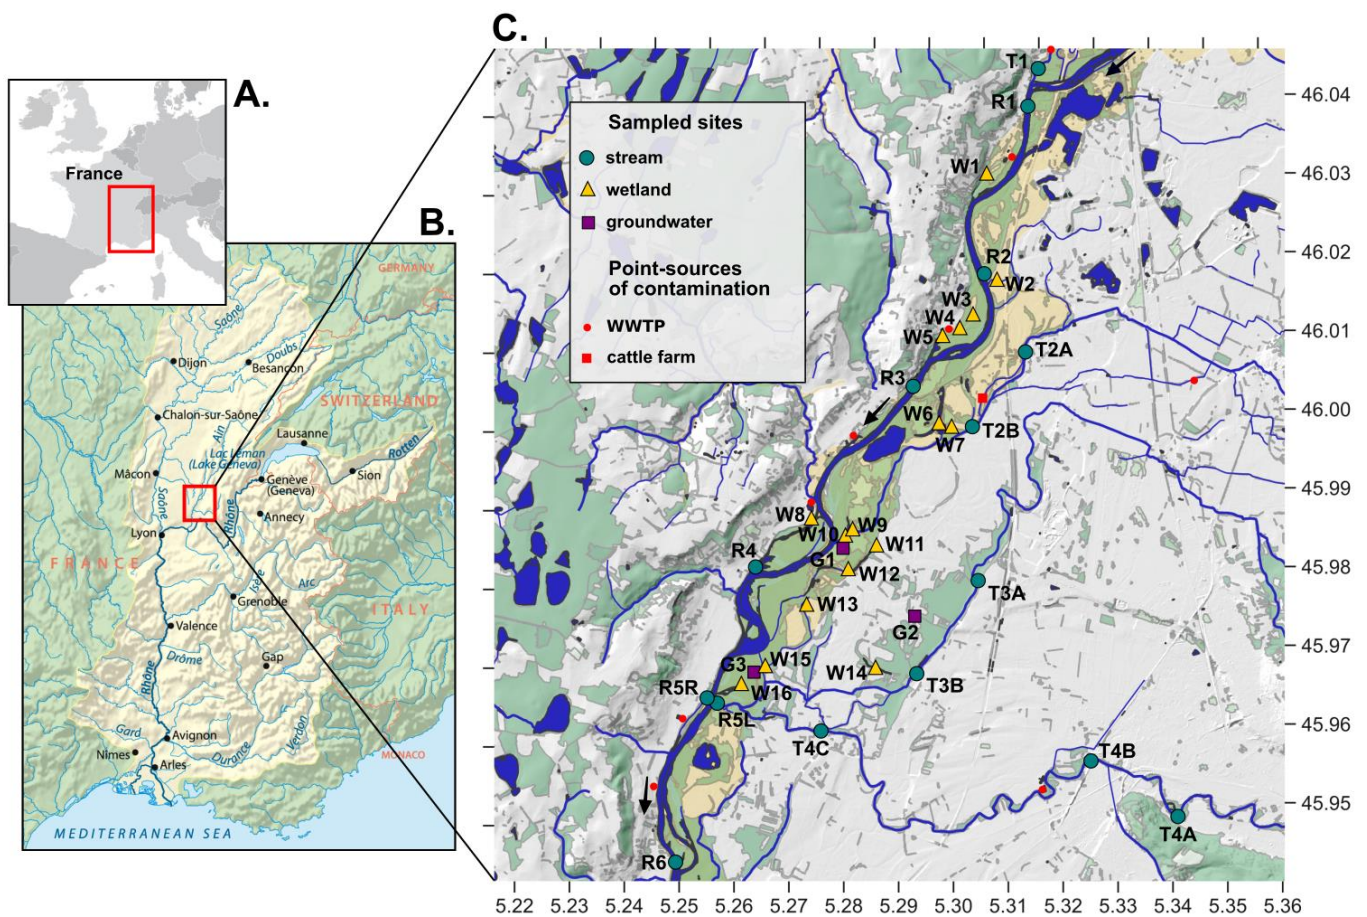 A.
France
B.
GERMANY
Saône
Dijon
Doubs
Besançon
SWITZERLAND
Chalon-sur-Saône
Ain
Lausanne
Lac Léman
(Lake Geneva)
Rotten
Mâcon
Sion
Genève
(Geneva)
Saône
Rhône
Annecy
Lyon
FRANCE
Isère
Arc
Grenoble
ITALY
Valence
Drôme
Gap
Rhône
Gard
Avignon
Durance
Verdon
Nîmes
Arles
MONACO
MEDITERRANEAN SEA
C.
Sampled sites
stream
wetland
groundwater
Point-sources
of contamination
WWTP
cattle farm
T1
R1
W1
R2
W2
W3
W4
W5
T2A
R3
W6
W7
T2B
W8
W9
W10
W11
R4
G1
W12
T3A
W13
G2
G3
W15
W14
T3B
R5R
W16
R5L
T4C
T4B
T4A
R6
46.04
46.03
46.02
46.01
46.00
45.99
45.98
45.97
45.96
45.95
5.22 5.23 5.24 5.25 5.26 5.27 5.28 5.29 5.30 5.31 5.32 5.33 5.34 5.35 5.36